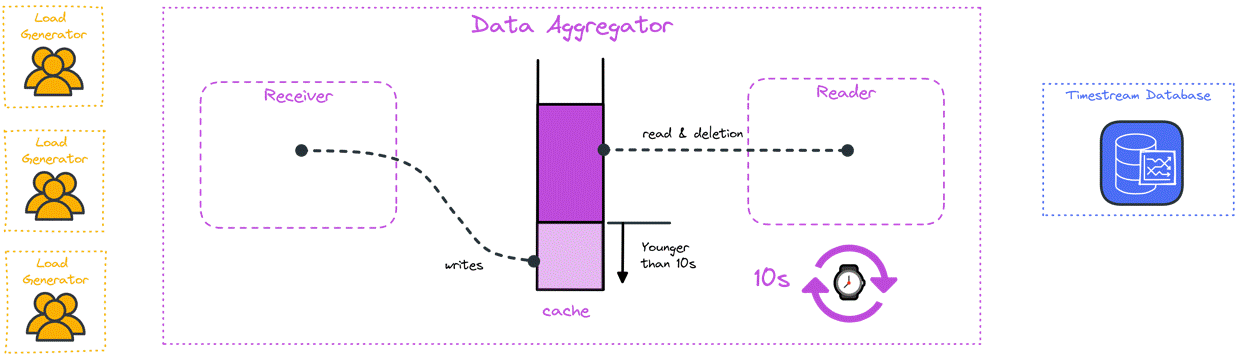 Load
Generator
Load
Generator
Load
Generator
Data Aggregator
Receiver
writes
cache
read & deletion
Younger
than 10s
Reader
10s
Timestream Database